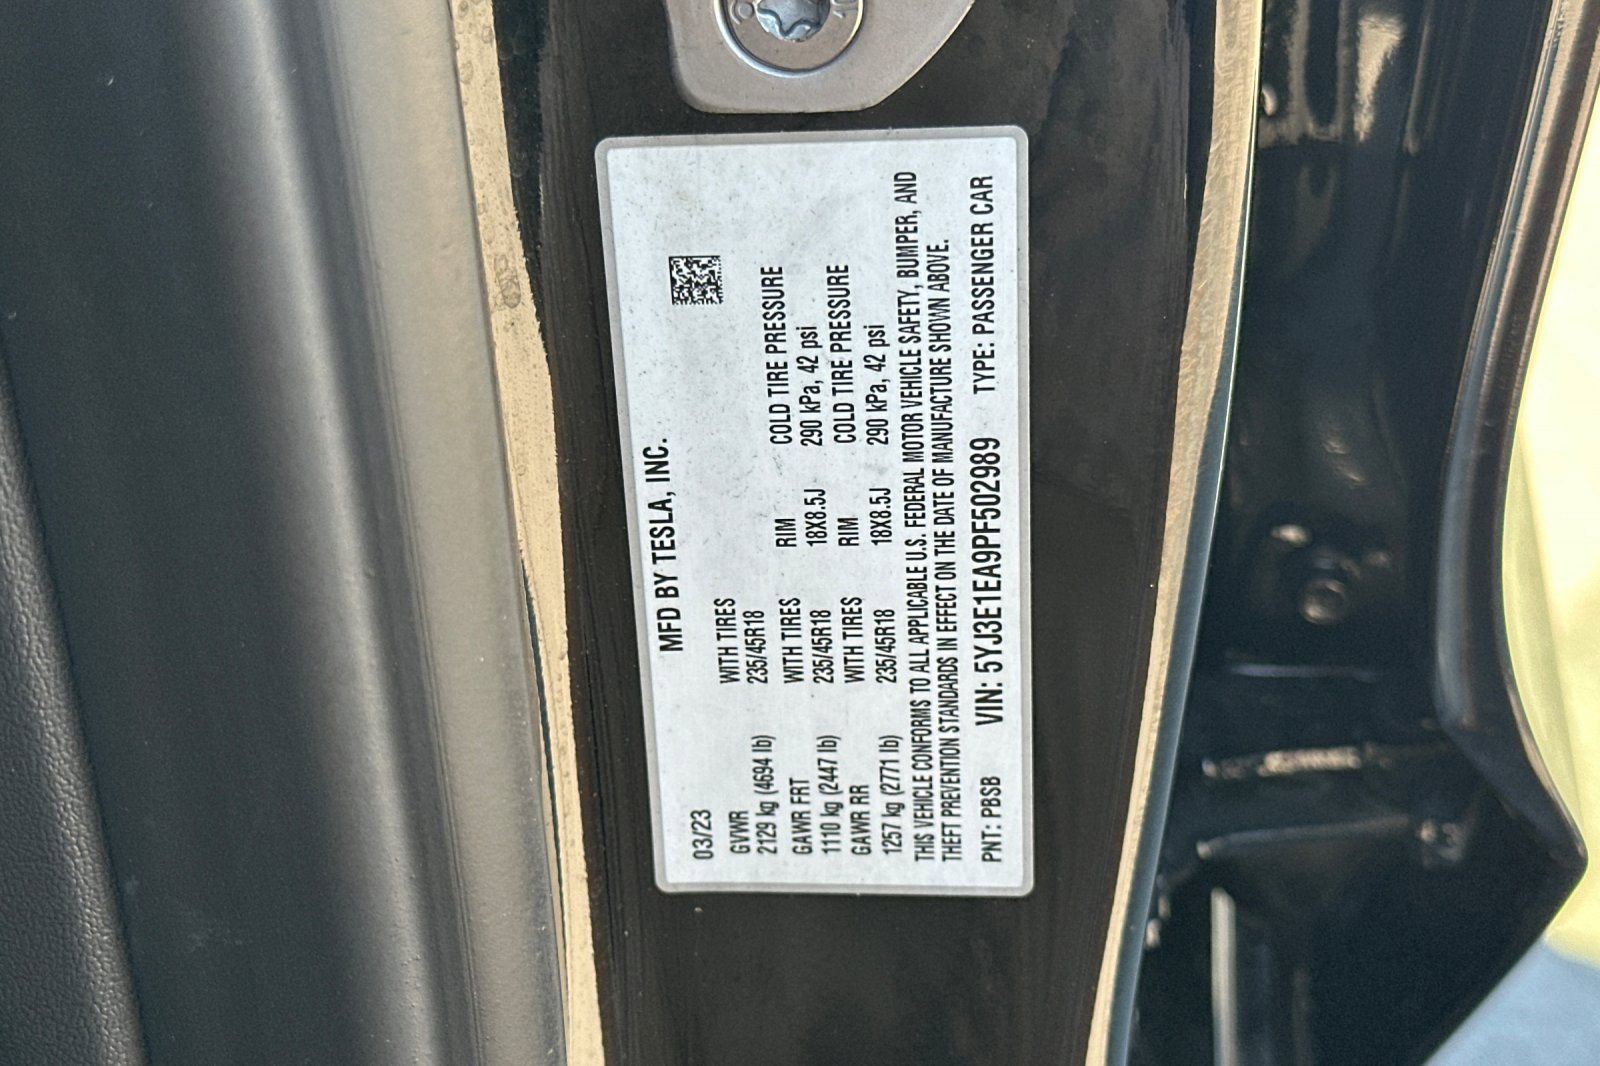 MFD BY TESLA, INC.
03/23
GVWR WITH TIRES RIM COLD TIRE PRESSURE
2129 kg (4694 lb) 235/45R18 18X8.5J 290 kPa, 42 psi
GAWR FRT WITH TIRES RIM COLD TIRE PRESSURE
1110 kg (2447 lb) 235/45R18 18X8.5J 290 kPa, 42 psi
GAWR RR WITH TIRES
1257 kg (2771 lb) 235/45R18
THIS VEHICLE CONFORMS TO ALL APPLICABLE U.S. FEDERAL MOTOR VEHICLE SAFETY, BUMPER, AND
THEFT PREVENTION STANDARDS IN EFFECT ON THE DATE OF MANUFACTURE SHOWN ABOVE.
PNT: PBSB VIN: 5YJ3E1EA9PF502989 TYPE: PASSENGER CAR